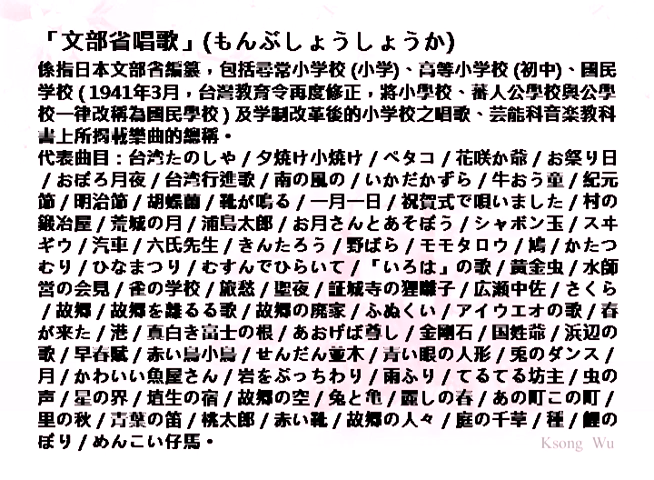 「文部省唱歌」(もんぶしょうしょうか)
係指日本文部省編纂，包括尋常小学校 (小学)、高等小学校 (初中)、國民
学校 ( 1941年3月，台灣教育令再度修正，將小學校、蕃人公學校與公學
校一律改稱為國民學校 ) 及学制改革後的小学校之唱歌、芸能科音楽教科
書上所揭載樂曲的總稱。
代表曲目：台湾たのしや / 夕焼け小焼け / ペタコ / 花咲か爺 / お祭り日
/ おぼろ月夜 / 台湾行進歌 / 南の風の / いかだかずら / 牛おう童 / 紀元
節 / 明治節 / 胡蝶蘭 / 靴が鳴る / 一月一日 / 祝賀式で唄いました / 村の
鍛冶屋 / 荒城の月 / 浦島太郎 / お月さんとあそぼう / シャボン玉 / スキ
ギウ / 汽車 / 六氏先生 / きんたろう / 野ばら / モモタロウ / 鳩 / かたつ
むり / ひなまつり / むすんでひらいて / 「いろは」の歌 / 黃金虫 / 水師
営の会見 / 雀の学校 / 旅愁 / 聖夜 / 証城寺の狸囃子 / 広瀬中佐 / さくら
/ 故郷 / 故郷を離るる歌 / 故郷の廃家 / ふぬくい / アイウエオの歌 / 春
が来た / 港 / 真白き富士の根 / あおげば尊し / 金剛石 / 国姓爺 / 浜辺の
歌 / 早春賦 / 赤い鳥小鳥 / せんだん並木 / 青い眼の人形 / 兎のダンス /
月 / かわいい魚屋さん / 岩をぶっちわり / 雨ふり / てるてる坊主 / 虫の
声 / 星の界 / 埴生の宿 / 故郷の空 / 兔と亀 / 麗しの春 / あの町この町 /
里の秋 / 青葉の笛 / 桃太郎 / 赤い靴 / 故郷の人々 / 庭の千草 / 種 / 鯉の
ぼり / めんこい仔馬。
Ksong Wu